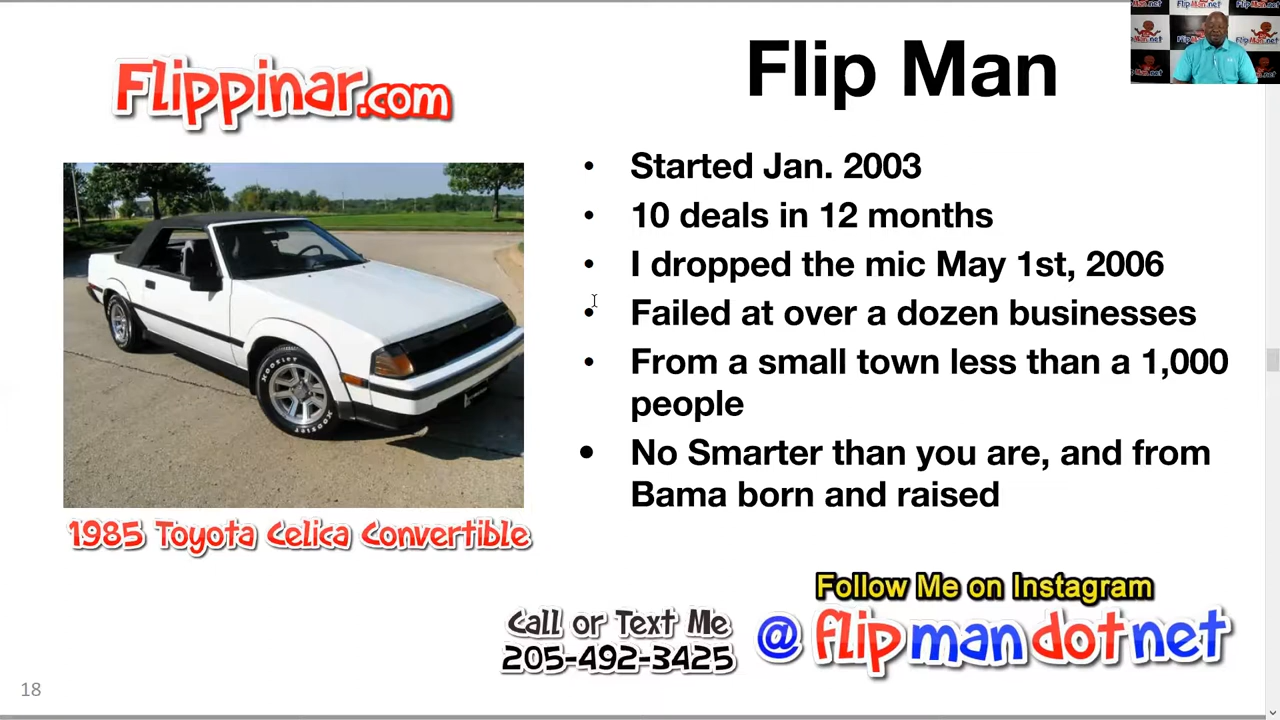 Flippinar.com
Flip Man
• Started Jan. 2003
• 10 deals in 12 months
• I dropped the mic May 1st, 2006
• Failed at over a dozen businesses
• From a small town less than a 1,000
people
• No Smarter than you are, and from
Bama born and raised
1985 Toyota Celica Convertible
Follow Me on Instagram
@ flipmandotnet
Call or Text Me
205-492-3425
18